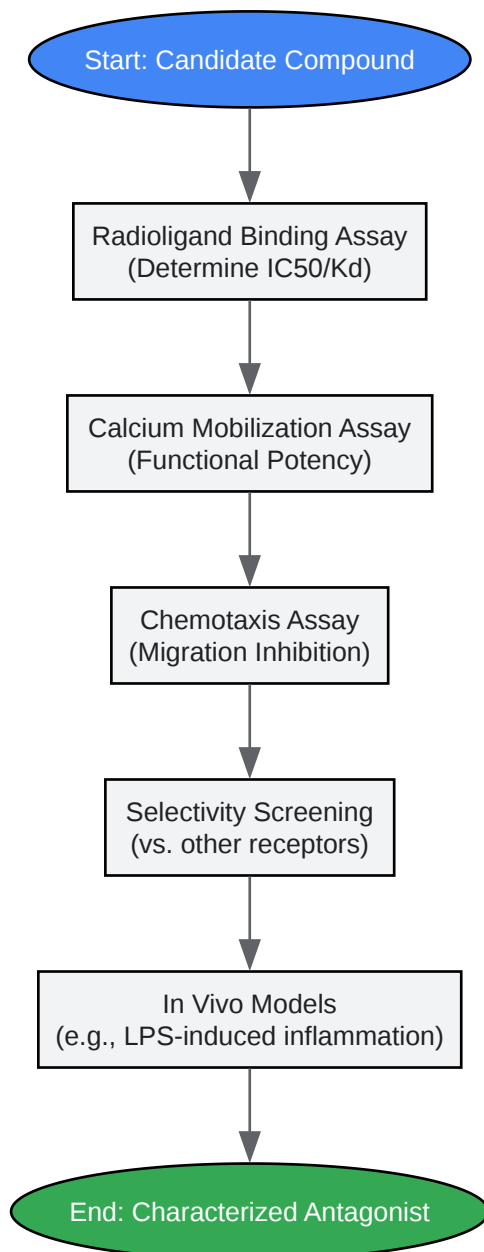 Start: Candidate Compound
Radioligand Binding Assay
(Determine IC50/Kd)
Calcium Mobilization Assay
(Functional Potency)
Chemotaxis Assay
(Migration Inhibition)
Selectivity Screening
(vs. other receptors)
In Vivo Models
(e.g., LPS-induced inflammation)
End: Characterized Antagonist